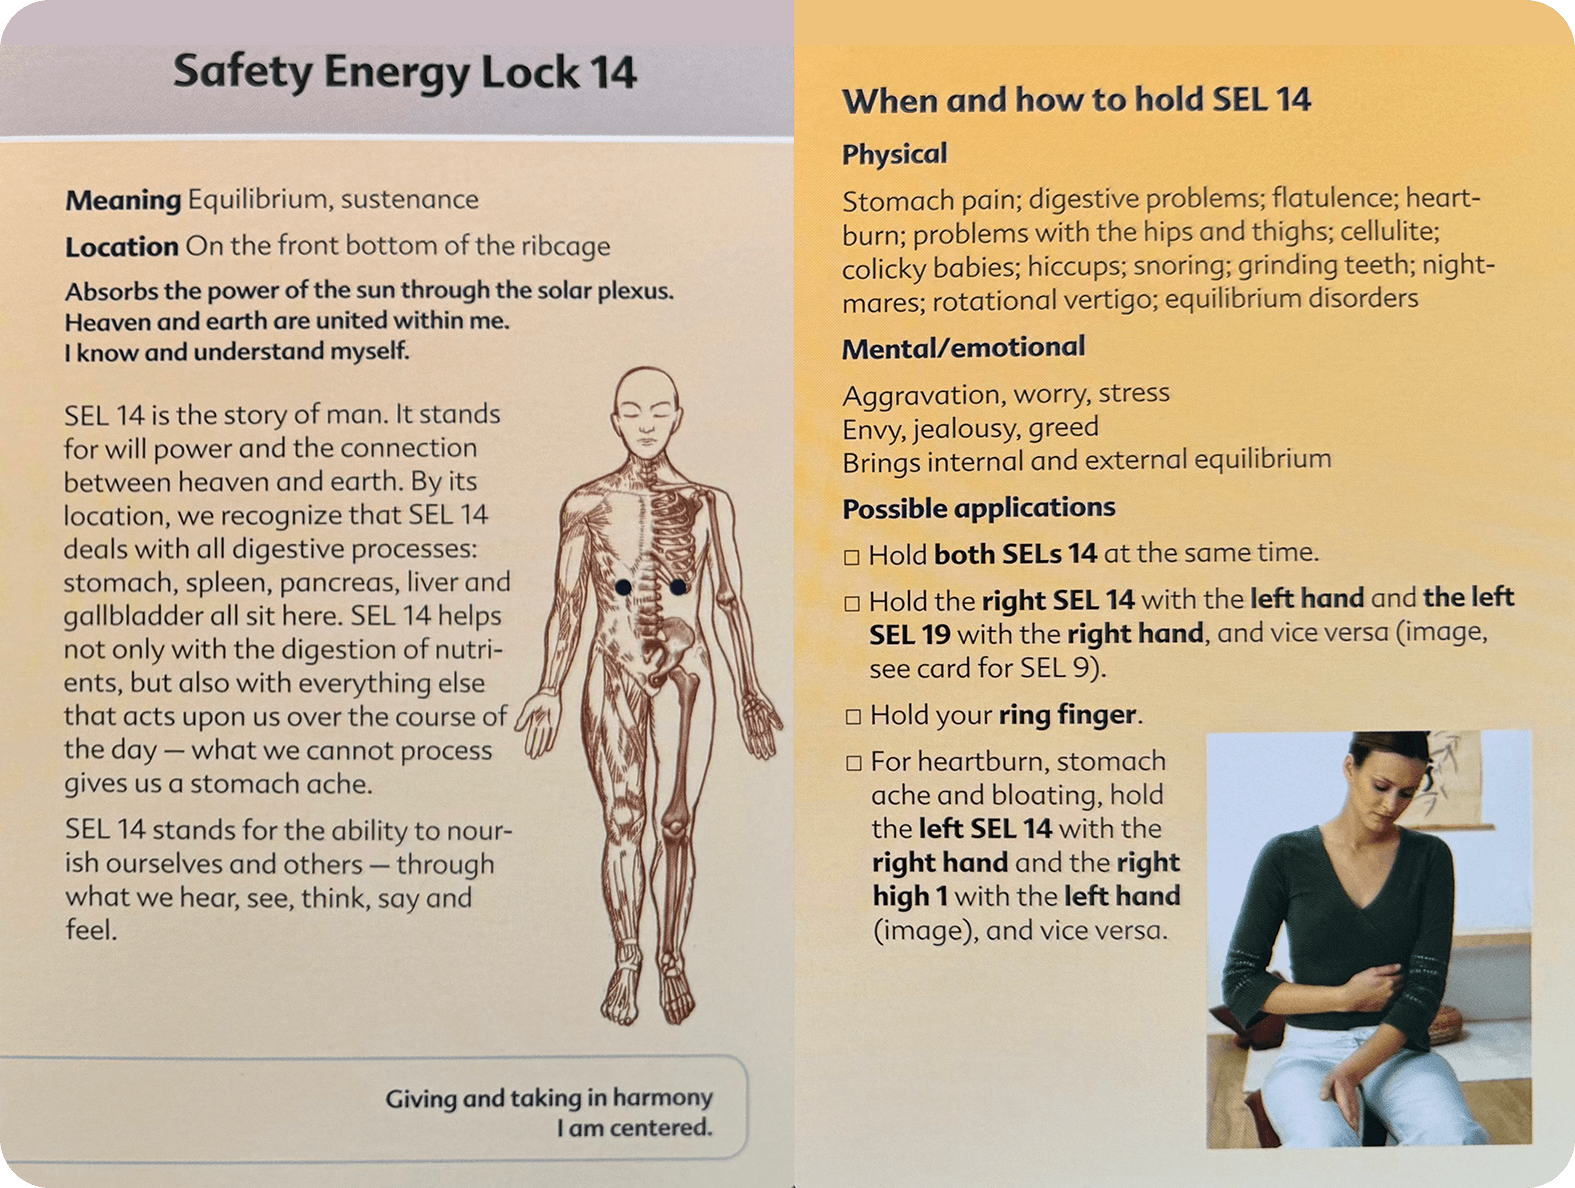 Safety Energy Lock 14
Meaning Equilibrium, sustenance
Location On the front bottom of the ribcage
Absorbs the power of the sun through the solar plexus.
Heaven and earth are united within me.
I know and understand myself.
SEL 14 is the story of man. It stands
for will power and the connection
between heaven and earth. By its
location, we recognize that SEL 14
deals with all digestive processes:
stomach, spleen, pancreas, liver and
gallbladder all sit here. SEL 14 helps
not only with the digestion of nutri-
ents, but also with everything else
that acts upon us over the course of
the day — what we cannot process
gives us a stomach ache.
SEL 14 stands for the ability to nour-
ish ourselves and others — through
what we hear, see, think, say and
feel.
Giving and taking in harmony
I am centered.
When and how to hold SEL 14
Physical
Stomach pain; digestive problems; flatulence; heart-
burn; problems with the hips and thighs; cellulite;
colicky babies; hiccups; snoring; grinding teeth; night-
mares; rotational vertigo; equilibrium disorders
Mental/emotional
Aggravation, worry, stress
Envy, jealousy, greed
Brings internal and external equilibrium
Possible applications
□ Hold both SELs 14 at the same time.
□ Hold the right SEL 14 with the left hand and the left
SEL 19 with the right hand, and vice versa (image,
see card for SEL 9).
□ Hold your ring finger.
□ For heartburn, stomach
ache and bloating, hold
the left SEL 14 with the
right hand and the right
high 1 with the left hand
(image), and vice versa.